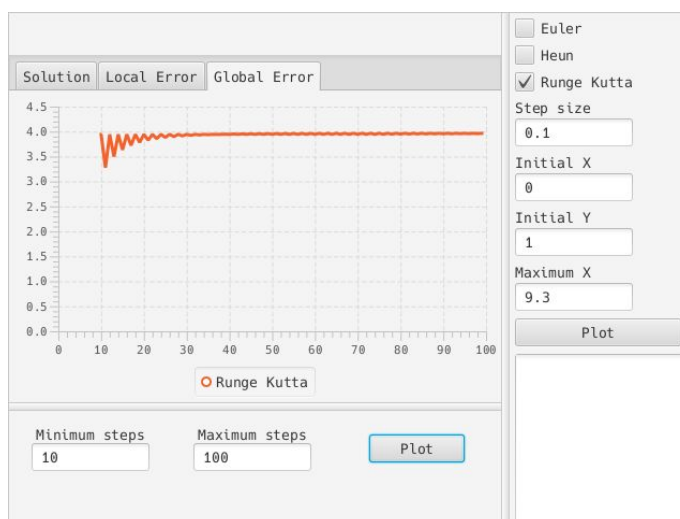 Solution Local Error Global Error
4.5
4.0
3.5
3.0
2.5
2.0
1.5
1.0
0.5
0.0
0 10 20 30 40 50 60 70 80 90 100
Runge Kutta
Minimum steps
10
Maximum steps
100
Plot
Euler
Heun
Runge Kutta
Step size
0.1
Initial X
0
Initial Y
1
Maximum X
9.3
Plot